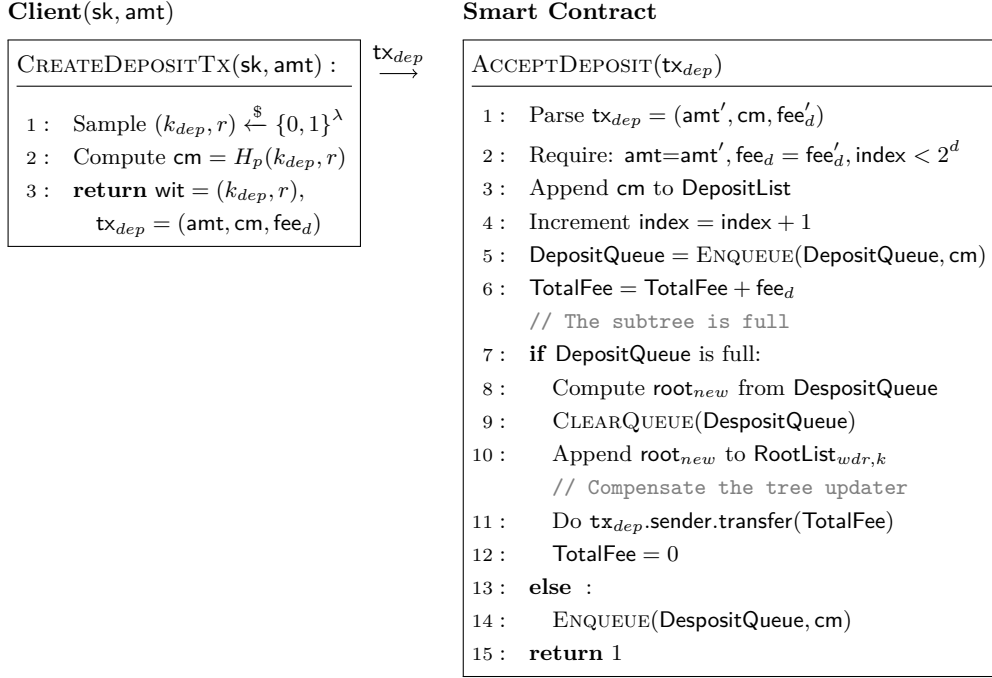 Client(sk, amt)
CreateDepositTx(sk, amt) :
1 : Sample (k_dep, r) ←$ {0, 1}^λ
2 : Compute cm = H_p(k_dep, r)
3 : return wit = (k_dep, r),
tx_dep = (amt, cm, fee_d)
tx_dep
→
Smart Contract
AcceptDeposit(tx_dep)
1 : Parse tx_dep = (amt′, cm, fee′_d)
2 : Require: amt=amt′, fee_d = fee′_d, index < 2^d
3 : Append cm to DepositList
4 : Increment index = index + 1
5 : DepositQueue = Enqueue(DepositQueue, cm)
6 : TotalFee = TotalFee + fee_d
// The subtree is full
7 : if DepositQueue is full:
8 : Compute root_new from DespositQueue
9 : ClearQueue(DespositQueue)
10 : Append root_new to RootList_wdr,k
// Compensate the tree updater
11 : Do tx_dep.sender.transfer(TotalFee)
12 : TotalFee = 0
13 : else :
14 : Enqueue(DespositQueue, cm)
15 : return 1